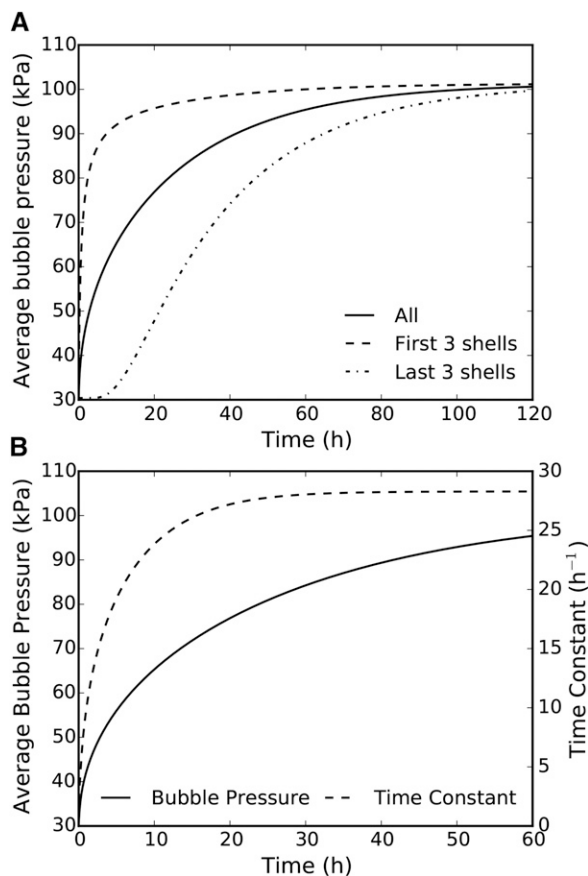 A
110
100
90
80
70
60
50
40
30
Average bubble pressure (kPa)
All
First 3 shells
Last 3 shells
0 20 40 60 80 100 120
Time (h)
B
110
100
90
80
70
60
50
40
30
Average Bubble Pressure (kPa)
30
25
20
15
10
5
0
Time Constant (h⁻¹)
Bubble Pressure Time Constant
0 10 20 30 40 50 60
Time (h)